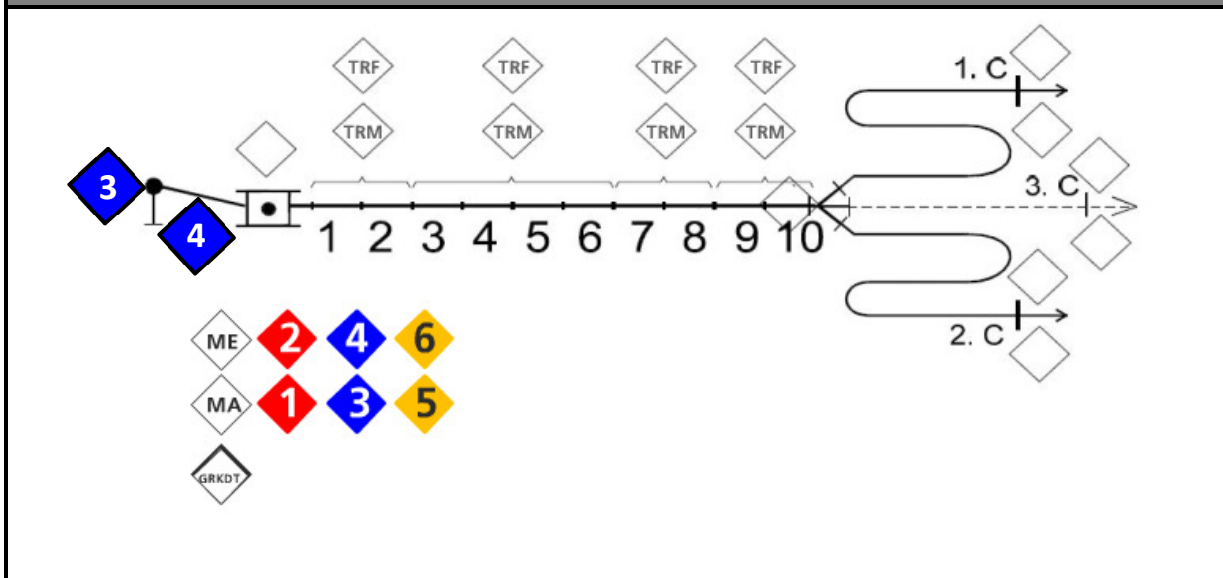 TRF TRF TRF TRF
1. C
TRM TRM TRM TRM
3
3. C
4
1 2 3 4 5 6 7 8 9 10
2. C
ME 2 4 6
MA 1 3 5
GRKDT